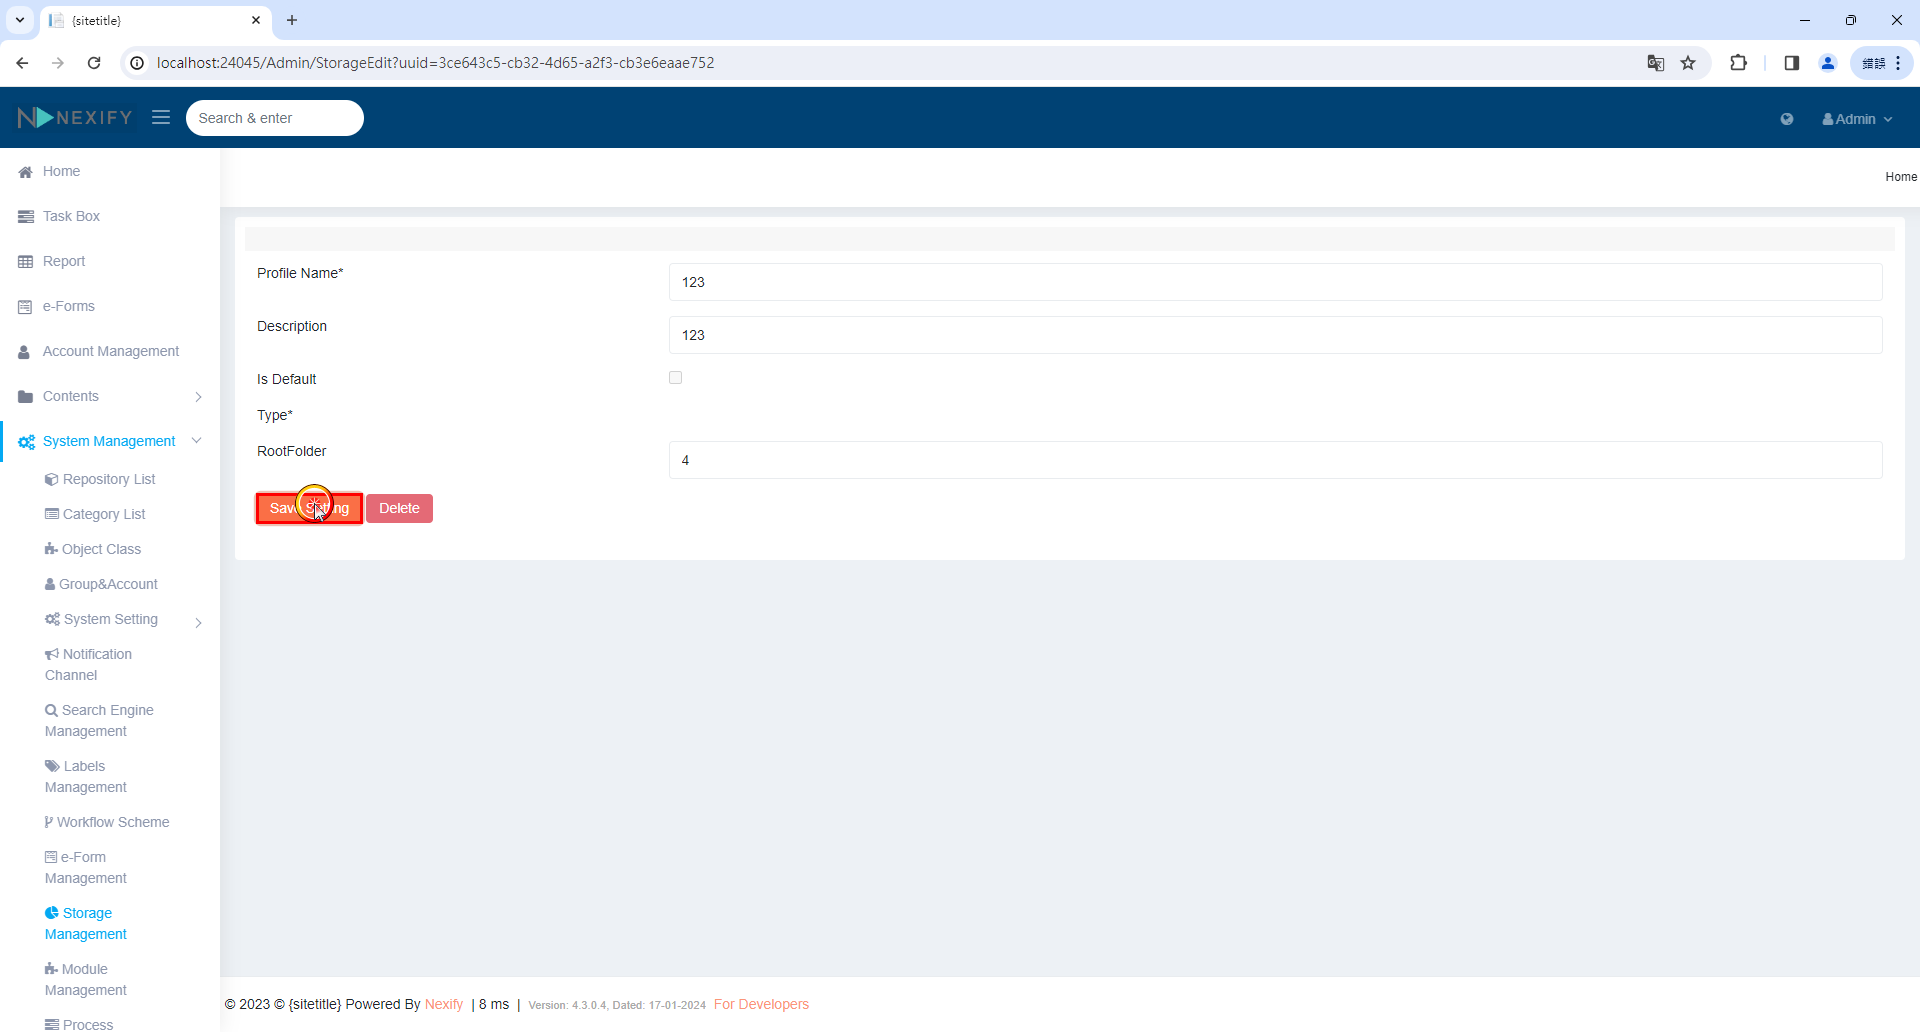 {sitetitle}
localhost:24045/Admin/StorageEdit?uuid=3ce643c5-cb32-4d65-a2f3-cb3e6eaae752
錯誤
NEXIFY
Search & enter
Admin
Home
Home
Task Box
Report
e-Forms
Account Management
Contents
System Management
Repository List
Category List
Object Class
Group&Account
System Setting
Notification
Channel
Search Engine
Management
Labels
Management
Workflow Scheme
e-Form
Management
Storage
Management
Module
Management
Process
Profile Name*
123
Description
123
Is Default
Type*
RootFolder
4
Save Setting
Delete
© 2023 © {sitetitle} Powered By Nexify | 8 ms | Version: 4.3.0.4, Dated: 17-01-2024 For Developers